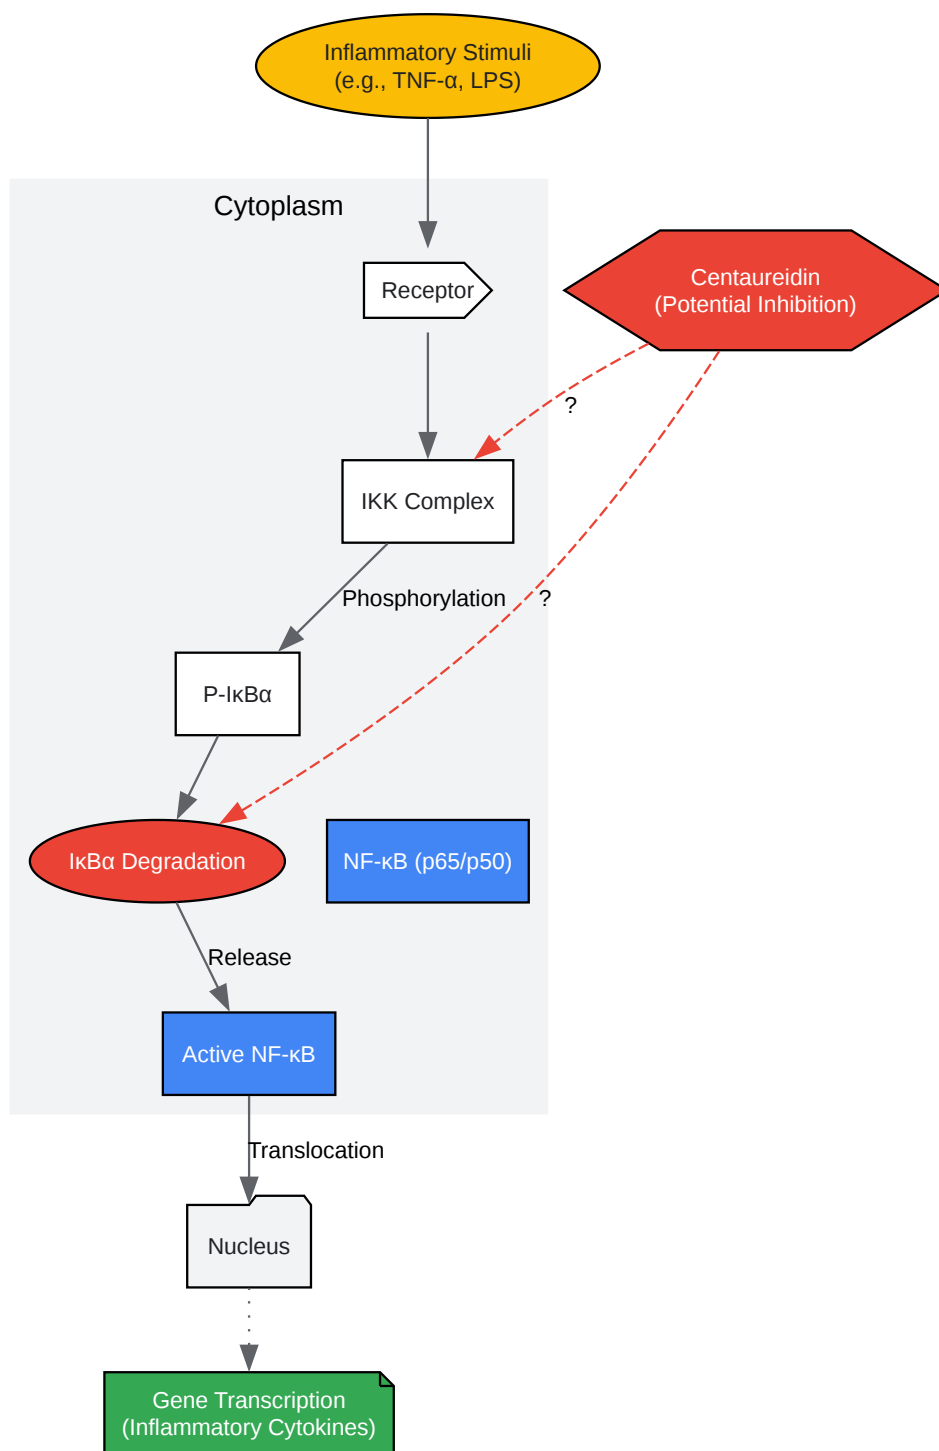 Inflammatory Stimuli
(e.g., TNF-α, LPS)
Cytoplasm
Receptor
Centaureidin
(Potential Inhibition)
?
IKK Complex
Phosphorylation
?
P-IκBα
IκBα Degradation
NF-κB (p65/p50)
Release
Active NF-κB
Translocation
Nucleus
Gene Transcription
(Inflammatory Cytokines)